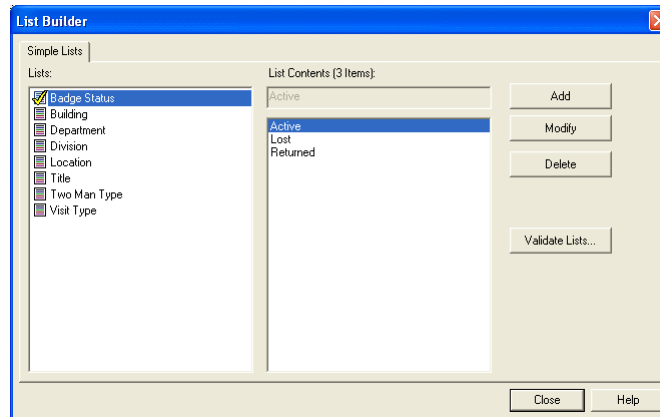 List Builder
Simple Lists
Lists:
Badge Status
Building
Department
Division
Location
Title
Two Man Type
Visit Type
List Contents (3 Items):
Active
Active
Lost
Returned
Add
Modify
Delete
Validate Lists...
Close
Help